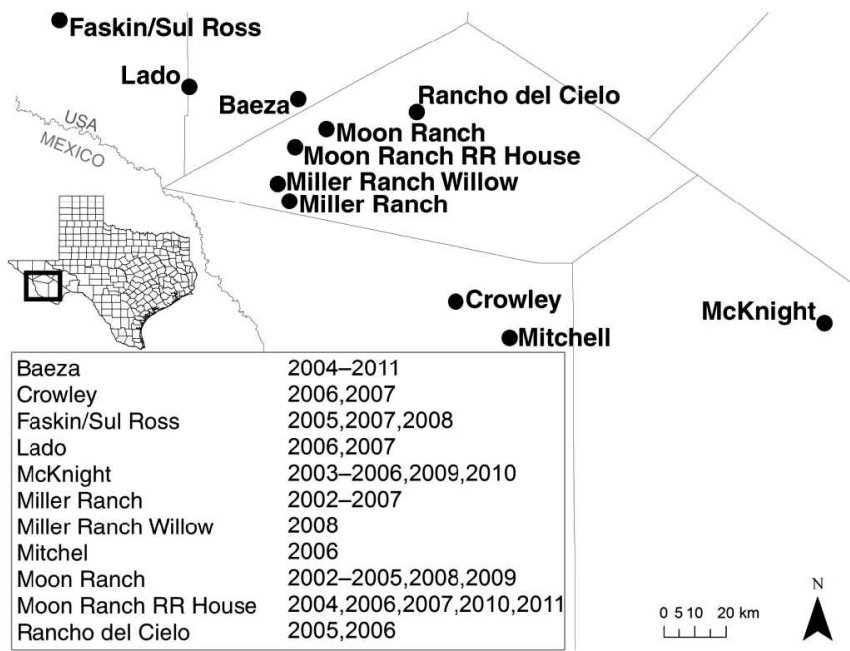 Faskin/Sul Ross
Lado
Baeza
Rancho del Cielo
USA
MEXICO
Moon Ranch
Moon Ranch RR House
Miller Ranch Willow
Miller Ranch
Crowley
McKnight
Mitchell
Baeza 2004–2011
Crowley 2006,2007
Faskin/Sul Ross 2005,2007,2008
Lado 2006,2007
McKnight 2003–2006,2009,2010
Miller Ranch 2002–2007
Miller Ranch Willow 2008
Mitchel 2006
Moon Ranch 2002–2005,2008,2009
Moon Ranch RR House 2004,2006,2007,2010,2011
Rancho del Cielo 2005,2006
N
0 5 10 20 km